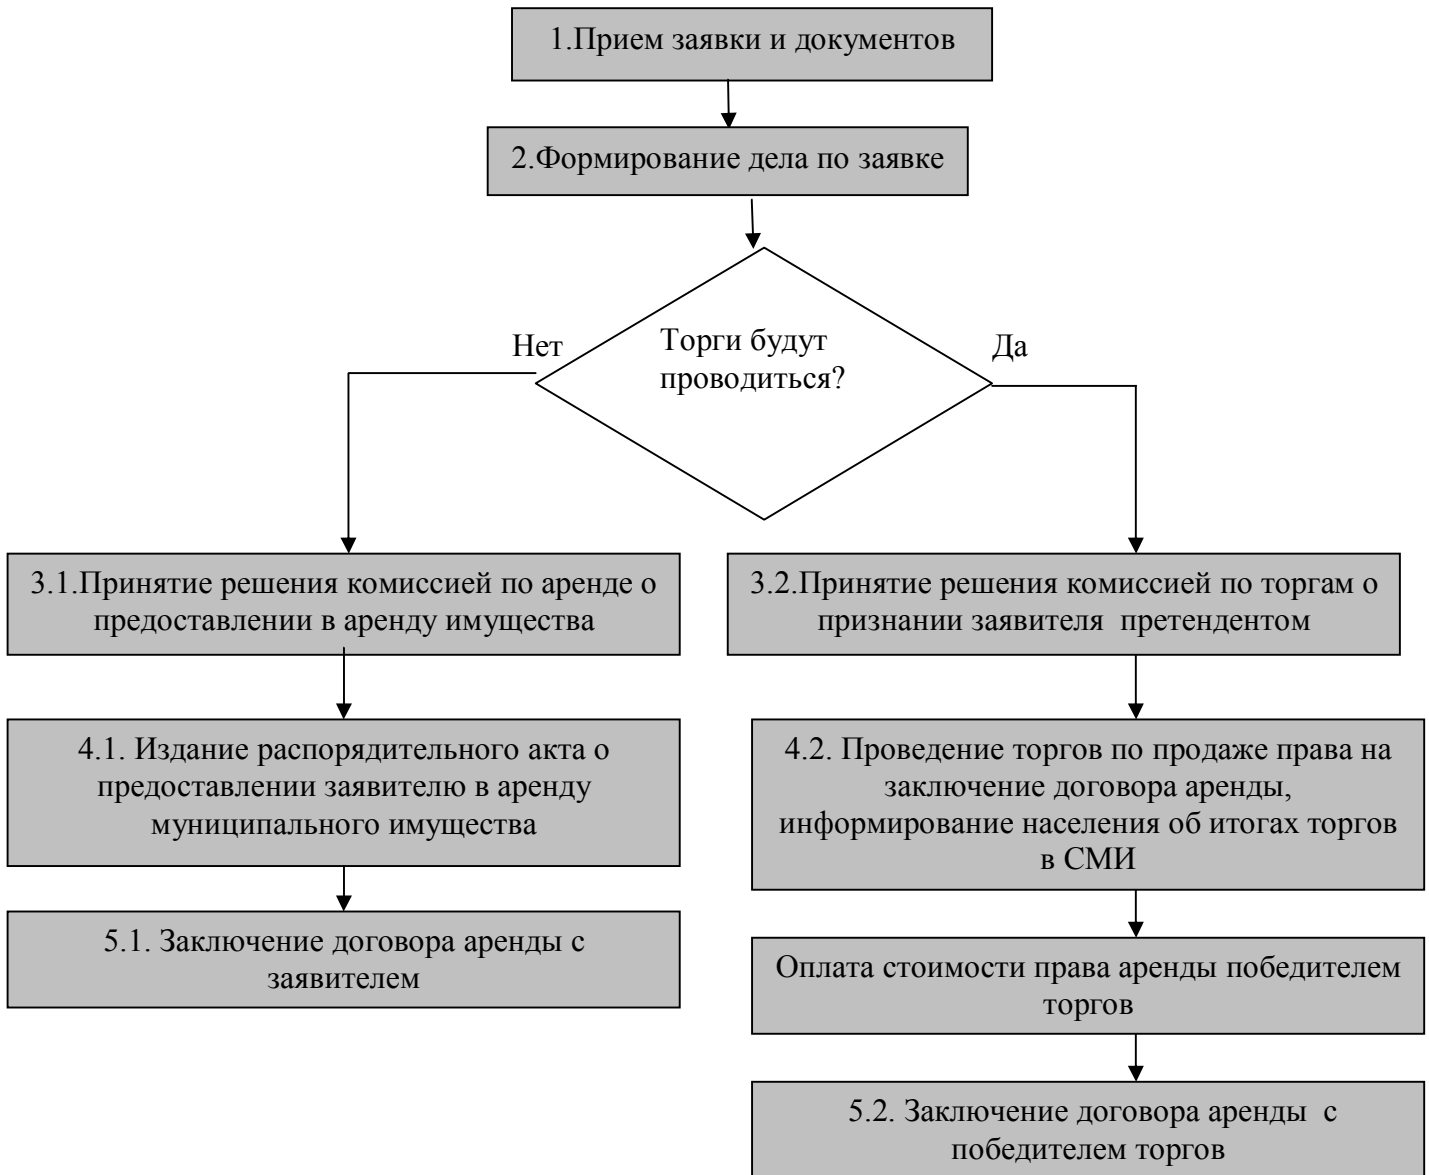 1.Прием заявки и документов
2.Формирование дела по заявке
Нет
Торги будут
проводиться?
Да
3.1.Принятие решения комиссией по аренде о
предоставлении в аренду имущества
3.2.Принятие решения комиссией по торгам о
признании заявителя  претендентом
4.1. Издание распорядительного акта о
предоставлении заявителю в аренду
муниципального имущества
4.2. Проведение торгов по продаже права на
заключение договора аренды,
информирование населения об итогах торгов
в СМИ
5.1. Заключение договора аренды с
заявителем
Оплата стоимости права аренды победителем
торгов
5.2. Заключение договора аренды  с
победителем торгов